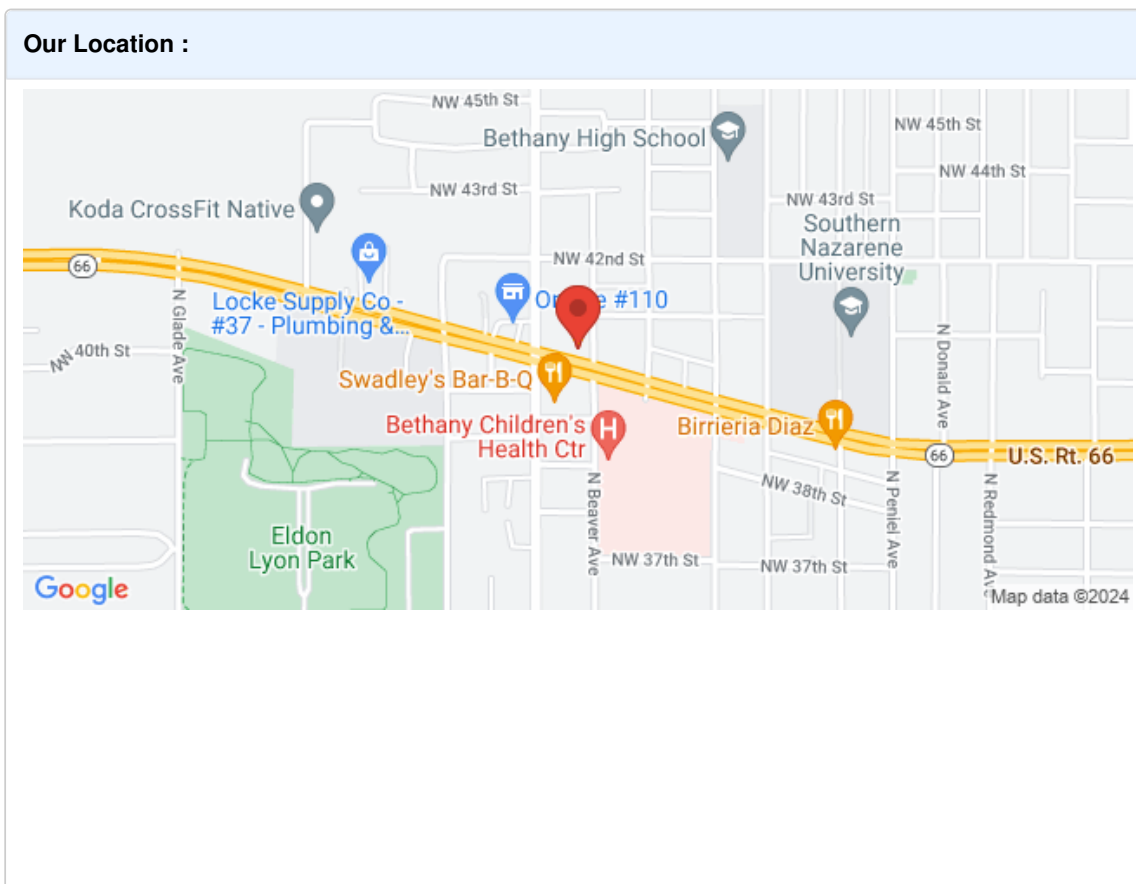 Our Location :
NW 45th St
Bethany High School
NW 45th St
NW 44th St
NW 43rd St
NW 43rd St
Koda CrossFit Native
Southern
Nazarene
University
66
NW 42nd St
Locke Supply Co -
#37 - Plumbing &...
#110
N Glade Ave
NW 40th St
Swadley's Bar-B-Q
N Donald Ave
Bethany Children's
Health Ctr
H
Birrieria Diaz
66
U.S. Rt. 66
NW 38th St
N Beaver Ave
N Peniel Ave
N Redmond Ave
Eldon
Lyon Park
NW 37th St
NW 37th St
Google
Map data ©2024